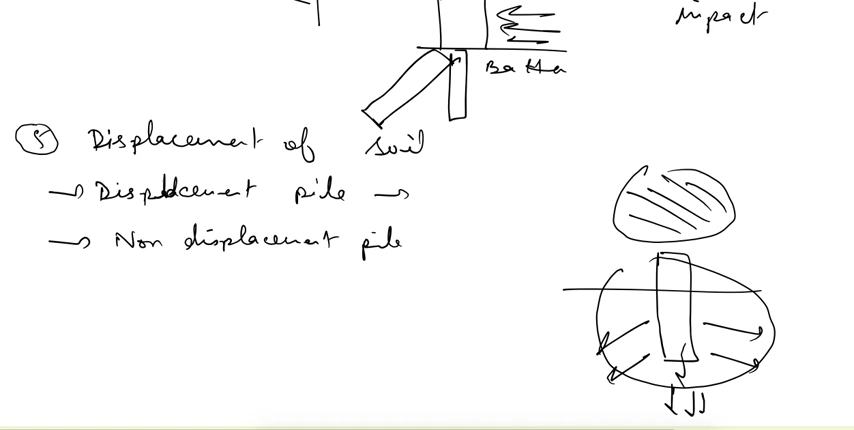 impact
Batter
⑤ Displacement of soil
→ Displacement pile →
→ Non displacement pile